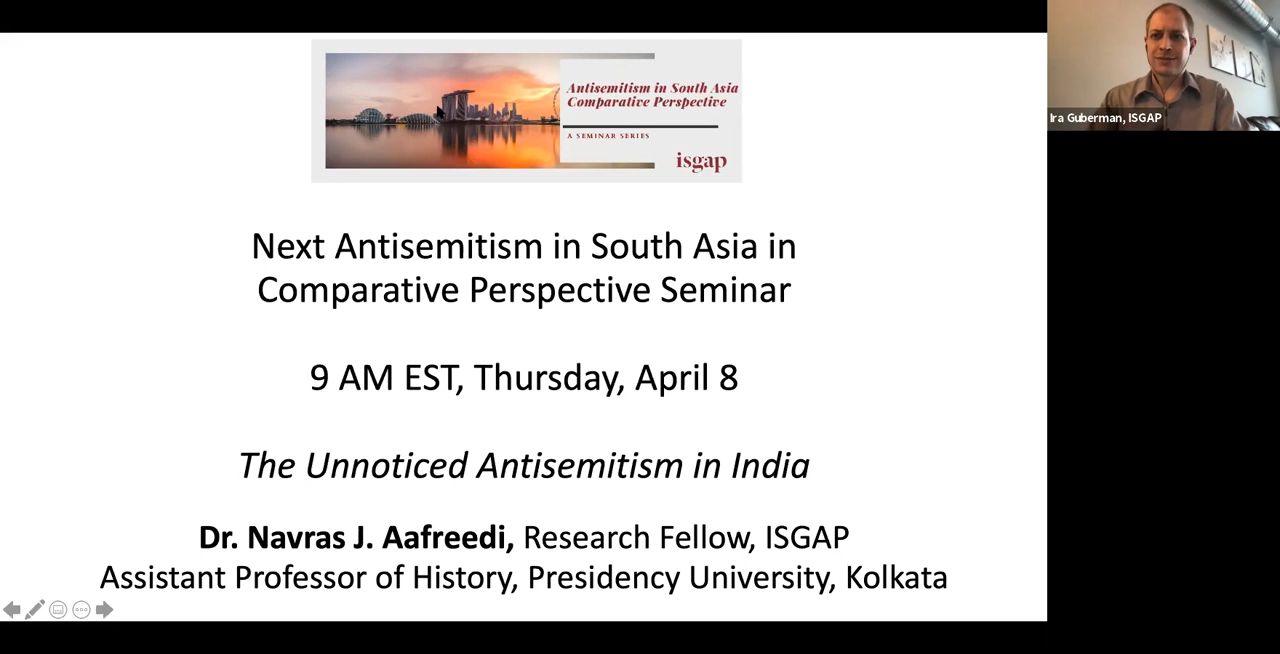 Antisemitism in South Asia
Comparative Perspective
A SEMINAR SERIES
isgap
Ira Guberman, ISGAP
Next Antisemitism in South Asia in
Comparative Perspective Seminar
9 AM EST, Thursday, April 8
The Unnoticed Antisemitism in India
Dr. Navras J. Aafreedi, Research Fellow, ISGAP
Assistant Professor of History, Presidency University, Kolkata